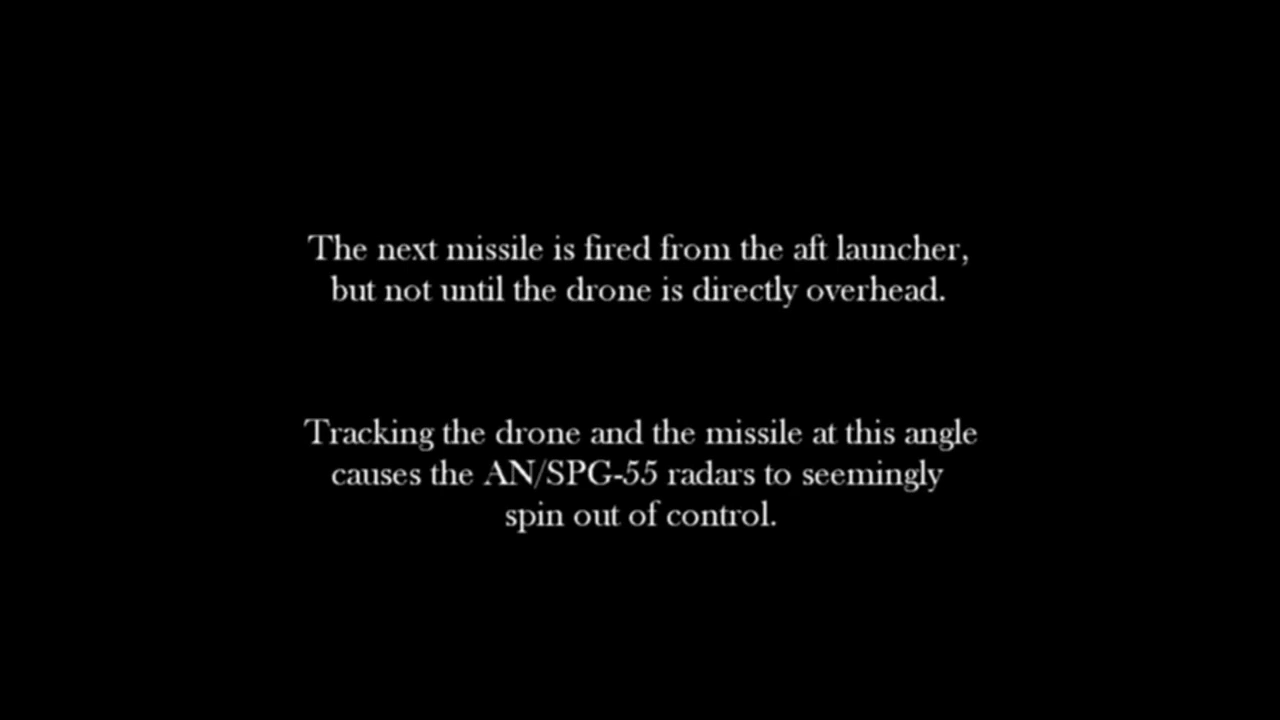 The next missile is fired from the aft launcher,
but not until the drone is directly overhead.
Tracking the drone and the missile at this angle
causes the AN/SPG-55 radars to seemingly
spin out of control.